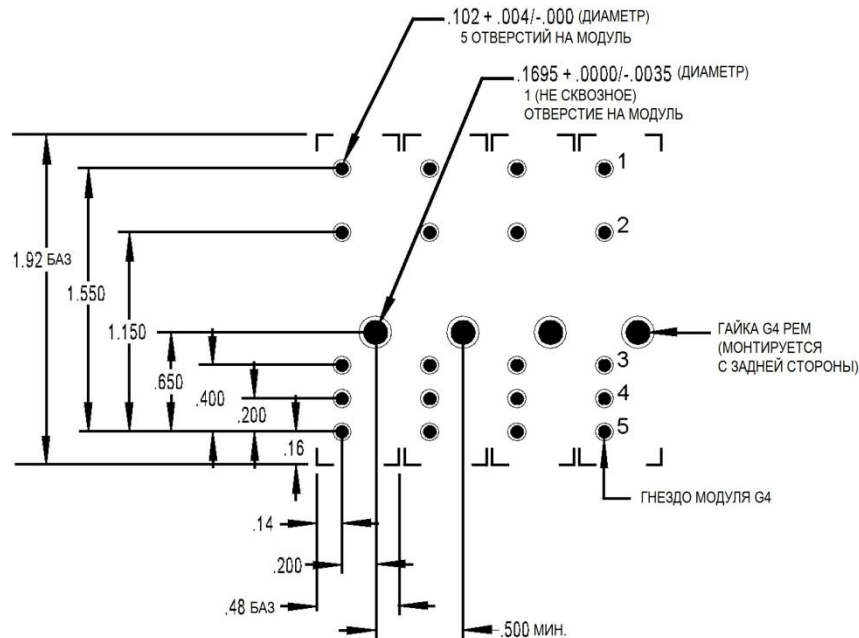 .102 + .004/-.000 (ДИАМЕТР)
5 ОТВЕРСТИЙ НА МОДУЛЬ
.1695 + .0000/-.0035 (ДИАМЕТР)
1 (НЕ СКВОЗНОЕ)
ОТВЕРСТИЕ НА МОДУЛЬ
1
2
1.92 БАЗ
1.550
1.150
.650
.400
.200
.16
ГАЙКА G4 PEM
(МОНТИРУЕТСЯ
С ЗАДНЕЙ СТОРОНЫ)
3
4
5
ГНЕЗДО МОДУЛЯ G4
.14
.200
.48 БАЗ
.500 МИН.